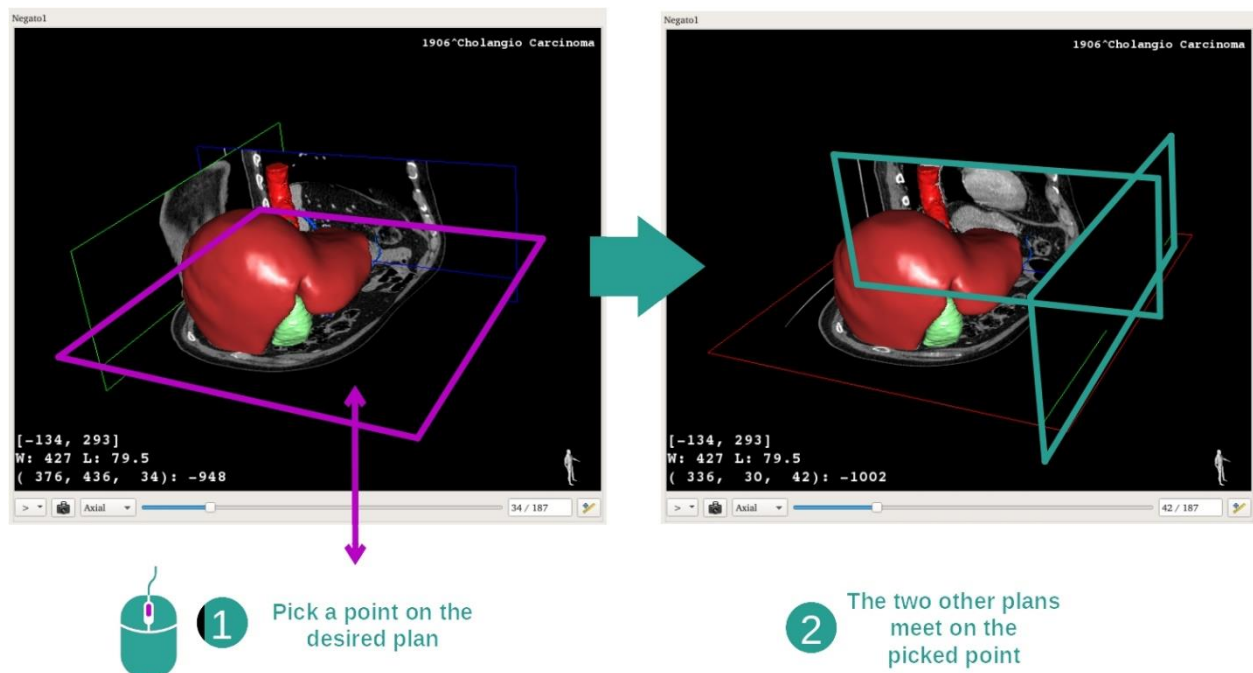 Negato1
1906^Cholangio Carcinoma
[-134, 293]
W: 427 L: 79.5
( 376, 436,  34): -948
> Axial 34 / 187
Negato1
1906^Cholangio Carcinoma
[-134, 293]
W: 427 L: 79.5
( 336,  30,  42): -1002
> Axial 42 / 187
1
Pick a point on the
desired plan
2
The two other plans
meet on the
picked point